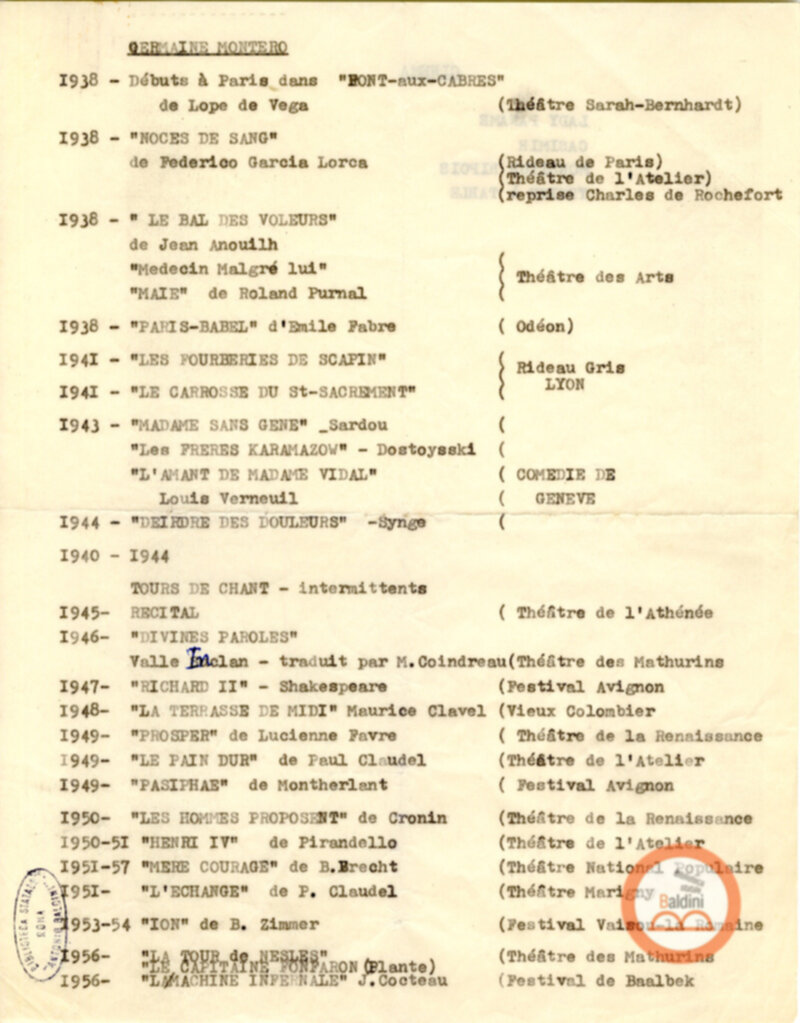 GERMAINE MONTERO
1938 - Débuts à Paris dans "FONT-aux-CABRES"
de Lope de Vega (Théâtre Sarah-Bernhardt)
1938 - "NOCES DE SANG"
de Federico Garcia Lorca (Rideau de Paris)
(Théâtre de l'Atelier)
(reprise Charles de Rochefort
1938 - " LE BAL DES VOLEURS"
de Jean Anouilh
"Medecin Malgré lui" ( Théâtre des Arts
"MAIE" de Roland Purnal (
1938 - "PARIS-BABEL" d'Emile Fabre ( Odéon)
1941 - "LES FOURBERIES DE SCAPIN" ( Rideau Gris
LYON
1941 - "LE CARROSSE DU St-SACREMENT" (
1943 - "MADAME SANS GENE" _Sardou (
"Les FRERES KARAMAZOW" - Dostoysski (
"L'AMANT DE MADAME VIDAL" ( COMEDIE DE
Louis Verneuil ( GENEVE
1944 - "DEIRDRE DES DOULEURS" -Synge (
1940 - 1944
TOURS DE CHANT - intermittents
1945- RECITAL ( Théâtre de l'Athénée
1946- "DIVINES PAROLES"
Valle Inclan - traduit par M.Coindreau(Théâtre des Mathurins
1947- "RICHARD II" - Shakespeare (Festival Avignon
1948- "LA TERRASSE DE MIDI" Maurice Clavel (Vieux Colombier
1949- "PROSPER" de Lucienne Favre ( Théâtre de la Renaissance
1949- "LE PAIN DUR" de Paul Claudel (Théâtre de l'Atelier
1949- "PASIPHAE" de Montherlant ( Festival Avignon
1950- "LES HOMMES PROPOSENT" de Cronin (Théâtre de la Renaissance
1950-51 "HENRI IV" de Pirandello (Théâtre de l'Atelier
1951-57 "MERE COURAGE" de B.Brecht (Théâtre National Populaire
1951- "L'ECHANGE" de P. Claudel (Théâtre Marigny
1953-54 "ION" de B. Zimmer (Festival Vaison-la Romaine
1956- "LA TOUR de NESLES" (Théâtre des Mathurins
"LE CAPITAINE FONFARON (Plante)
1956- "LA MACHINE INFERNALE" J.Cocteau (Festival de Baalbek
Baldini
BIBLIOTECA STATALE
ROMA
ANTONIO BALDINI